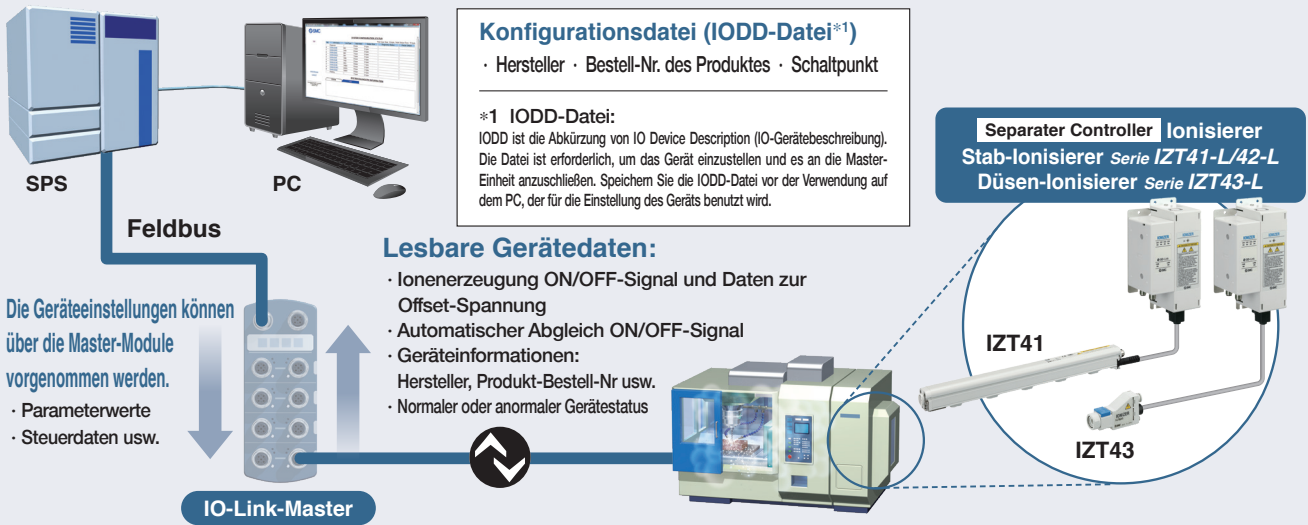 SPS
PC
Feldbus
Konfigurationsdatei (IODD-Datei*1)
· Hersteller · Bestell-Nr. des Produktes · Schaltpunkt
*1 IODD-Datei:
IODD ist die Abkürzung von IO Device Description (IO-Gerätebeschreibung).
Die Datei ist erforderlich, um das Gerät einzustellen und es an die Master-
Einheit anzuschließen. Speichern Sie die IODD-Datei vor der Verwendung auf
dem PC, der für die Einstellung des Geräts benutzt wird.
Die Geräteeinstellungen können
über die Master-Module
vorgenommen werden.
· Parameterwerte
· Steuerdaten usw.
IO-Link-Master
Lesbare Gerätedaten:
· Ionenerzeugung ON/OFF-Signal und Daten zur
Offset-Spannung
· Automatischer Abgleich ON/OFF-Signal
· Geräteinformationen:
Hersteller, Produkt-Bestell-Nr usw.
· Normaler oder anormaler Gerätestatus
Separater Controller Ionisierer
Stab-Ionisierer Serie IZT41-L/42-L
Düsen-Ionisierer Serie IZT43-L
IZT41
IZT43